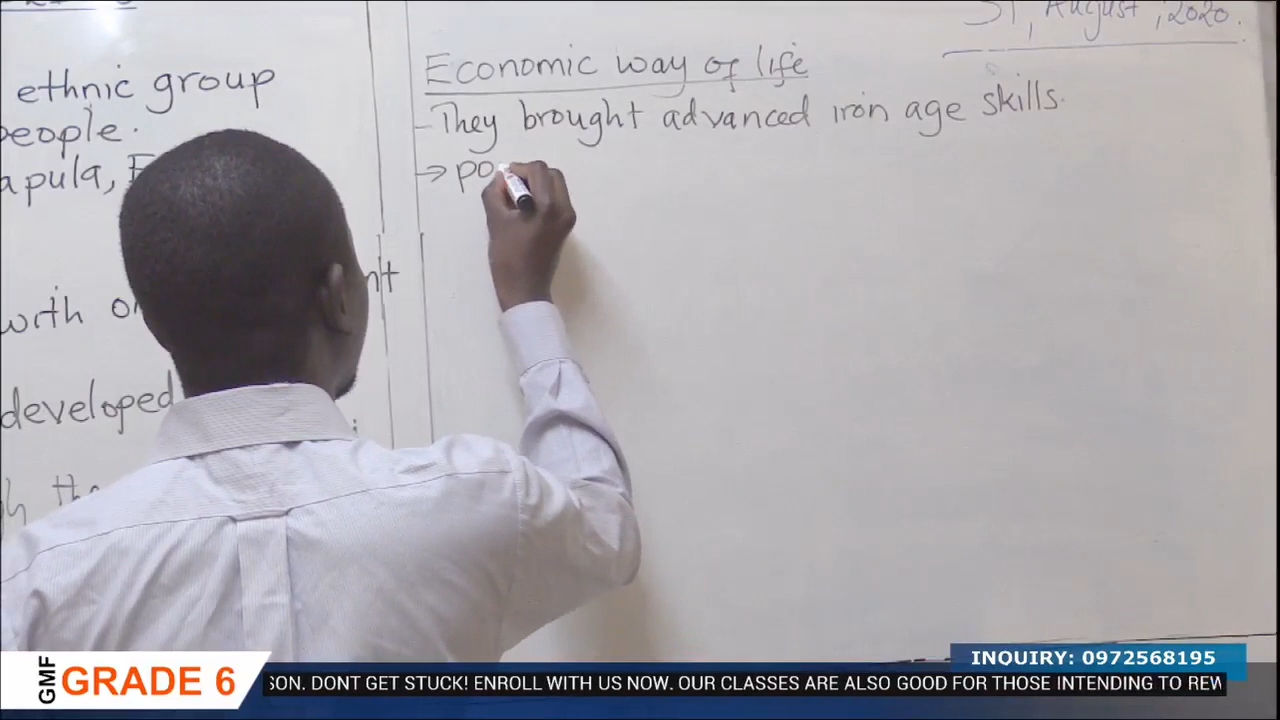 ethnic group
people.
apula,
worth
developed
31, August, 2020.
Economic way of life
- They brought advanced iron age skills.
→ po
GMF GRADE 6
INQUIRY: 0972568195
SON. DONT GET STUCK! ENROLL WITH US NOW. OUR CLASSES ARE ALSO GOOD FOR THOSE INTENDING TO REW